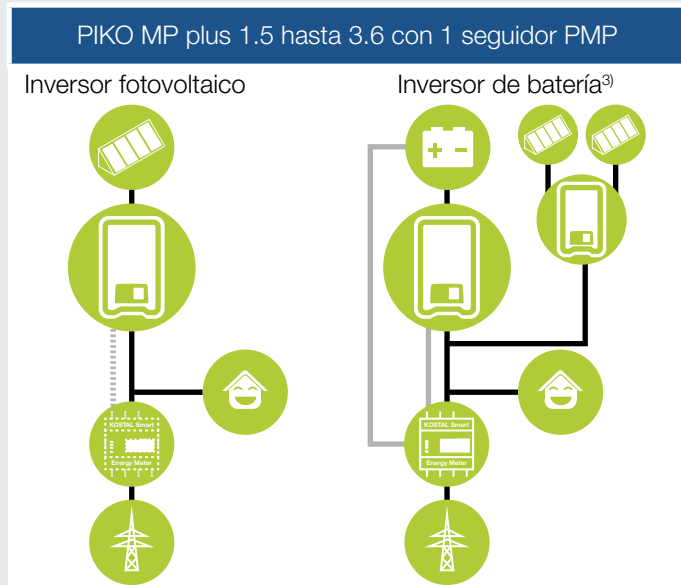 PIKO MP plus 1.5 hasta 3.6 con 1 seguidor PMP
Inversor fotovoltaico
Inversor de batería3)
+ -
KOSTAL Smart
Energy Meter
KOSTAL Smart
Energy Meter